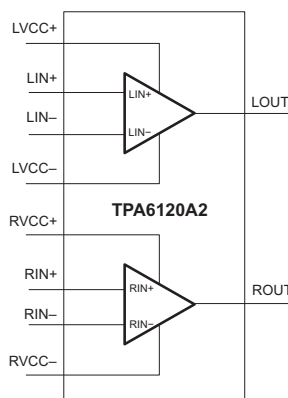 LVCC+
LIN+
LIN+
LOUT
LIN–
LIN–
LVCC–
TPA6120A2
RVCC+
RIN+
RIN+
ROUT
RIN–
RIN–
RVCC–